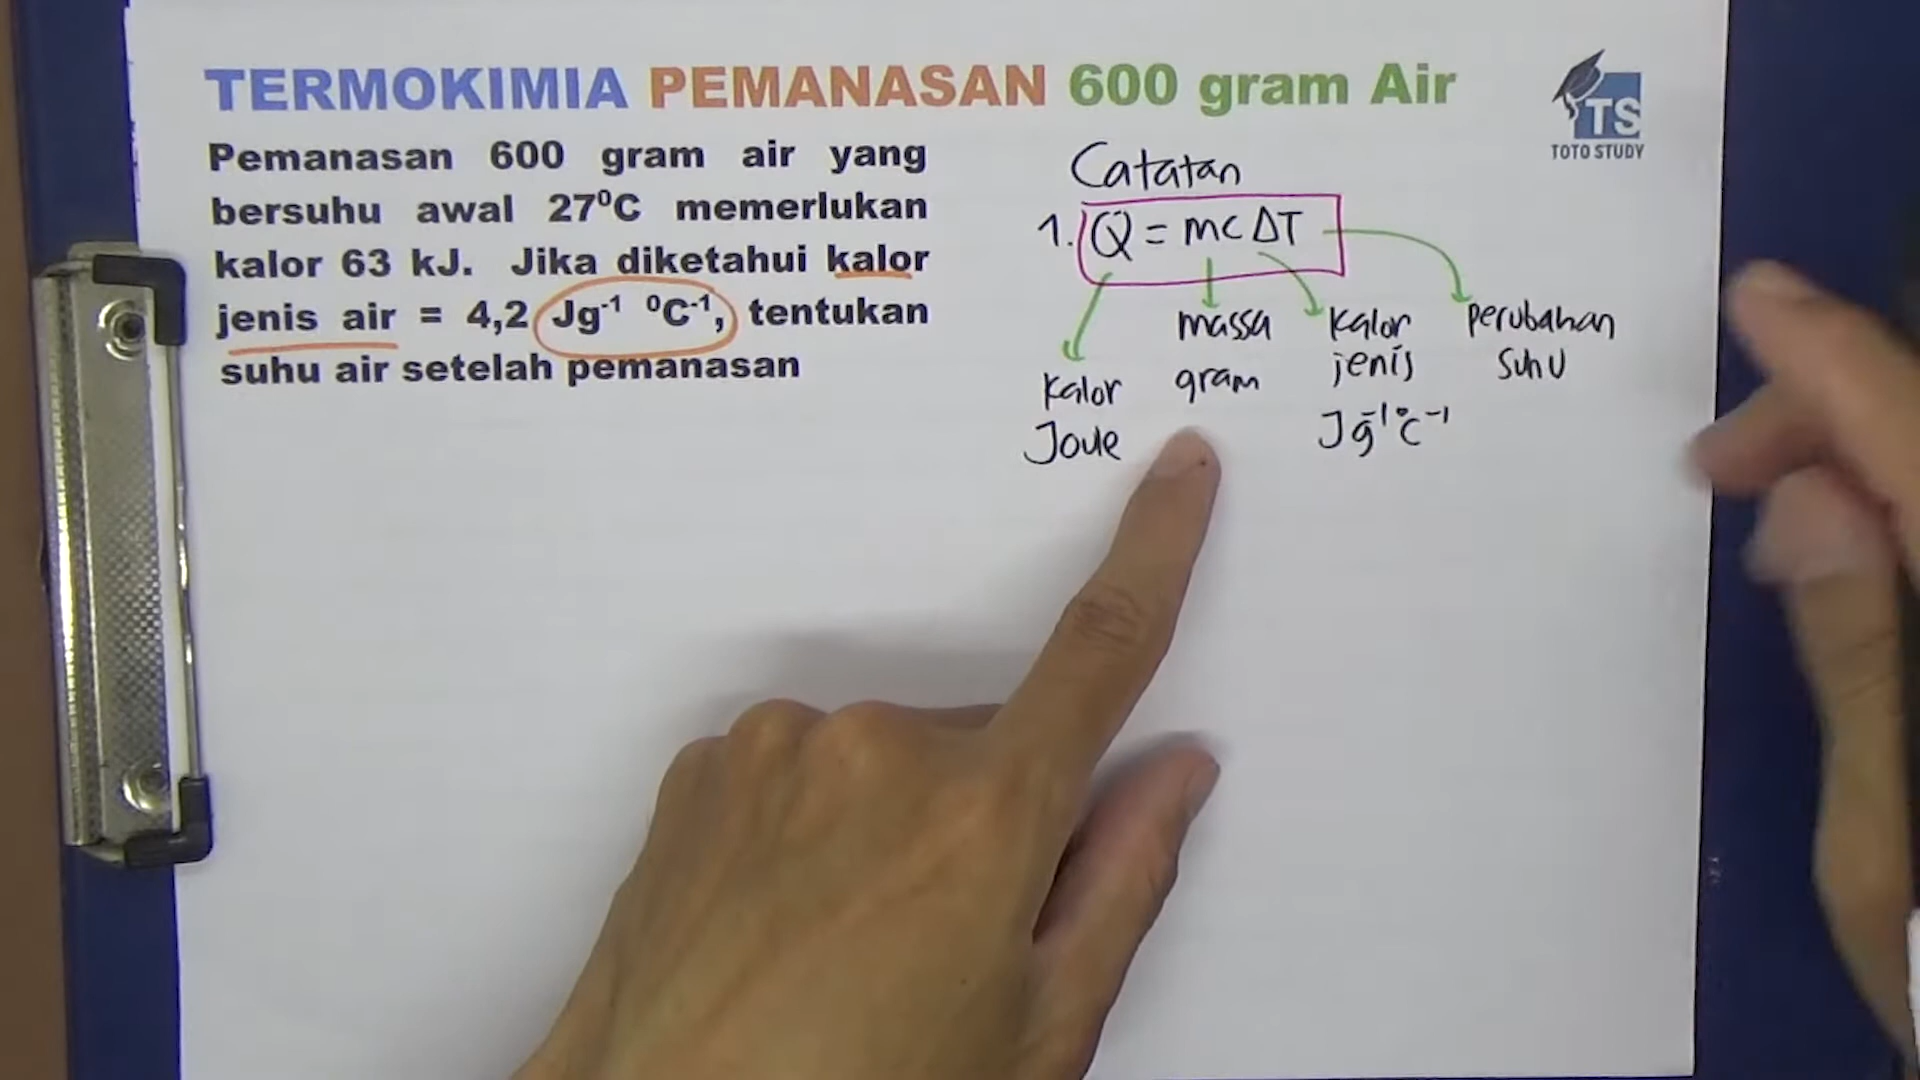 TERMOKIMIA PEMANASAN 600 gram Air
TS
TOTO STUDY
Pemanasan 600 gram air yang
bersuhu awal 27⁰C memerlukan
kalor 63 kJ. Jika diketahui kalor
jenis air = 4,2 Jg⁻¹ ⁰C⁻¹, tentukan
suhu air setelah pemanasan
Catatan
1. Q = mcΔT
kalor
Joule
massa
gram
kalor
jenis
Jg⁻¹°C⁻¹
perubahan
suhu